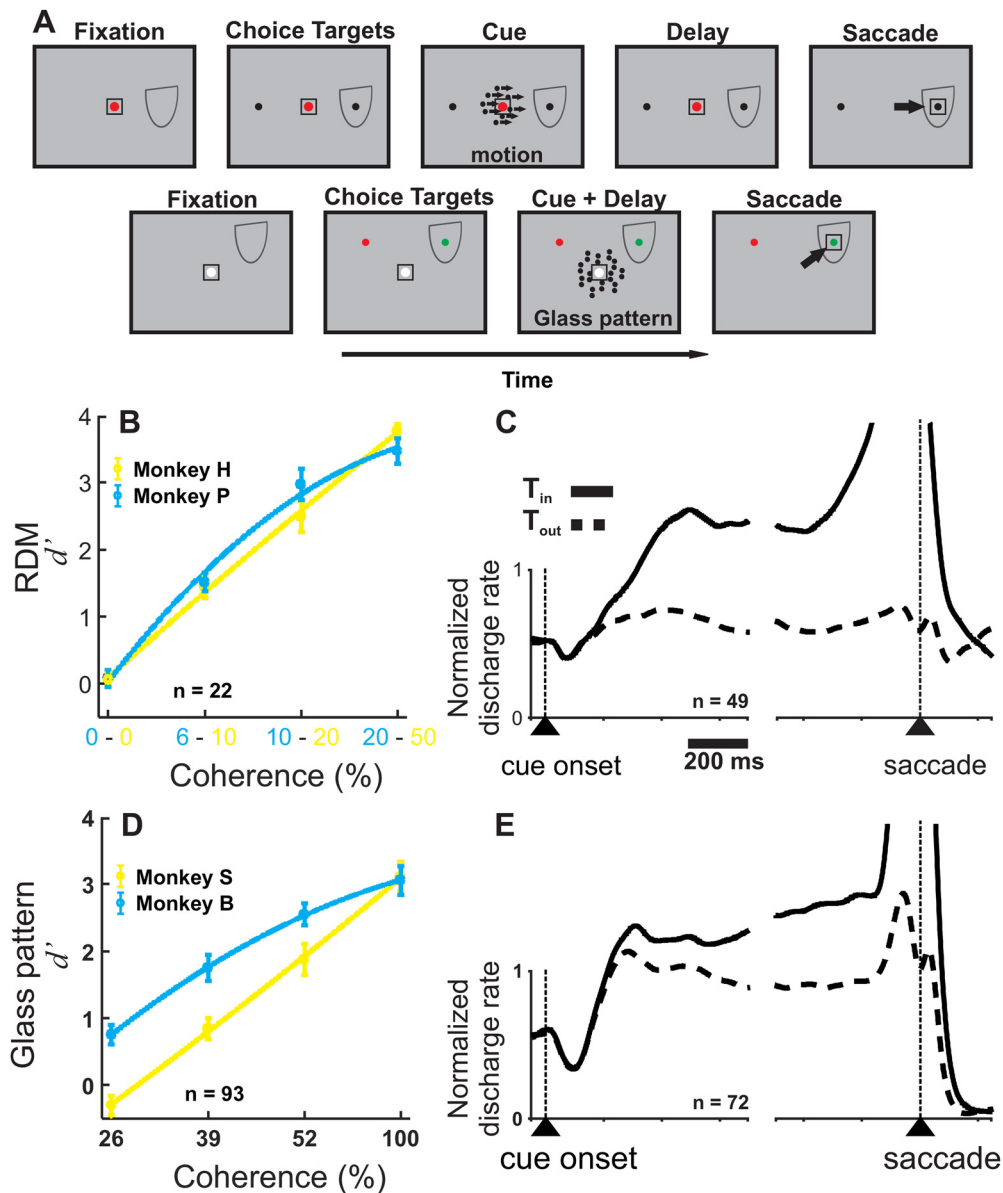 A
Fixation Choice Targets Cue Delay Saccade
motion
Fixation Choice Targets Cue + Delay Saccade
Glass pattern
Time
B
4
3
2
1
0
RDM
d’
Monkey H
Monkey P
n = 22
0 - 0 6 - 10 10 - 20 20 - 50
Coherence (%)
C
T in
T out
1
0
Normalized
discharge rate
n = 49
200 ms
cue onset
saccade
D
4
3
2
1
0
Glass pattern
d’
Monkey S
Monkey B
n = 93
26 39 52 100
Coherence (%)
E
1
0
Normalized
discharge rate
n = 72
cue onset
saccade